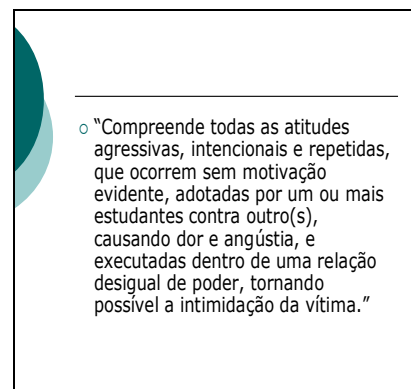 o "Compreende todas as atitudes
agressivas, intencionais e repetidas,
que ocorrem sem motivação
evidente, adotadas por um ou mais
estudantes contra outro(s),
causando dor e angústia, e
executadas dentro de uma relação
desigual de poder, tornando
possível a intimidação da vítima."